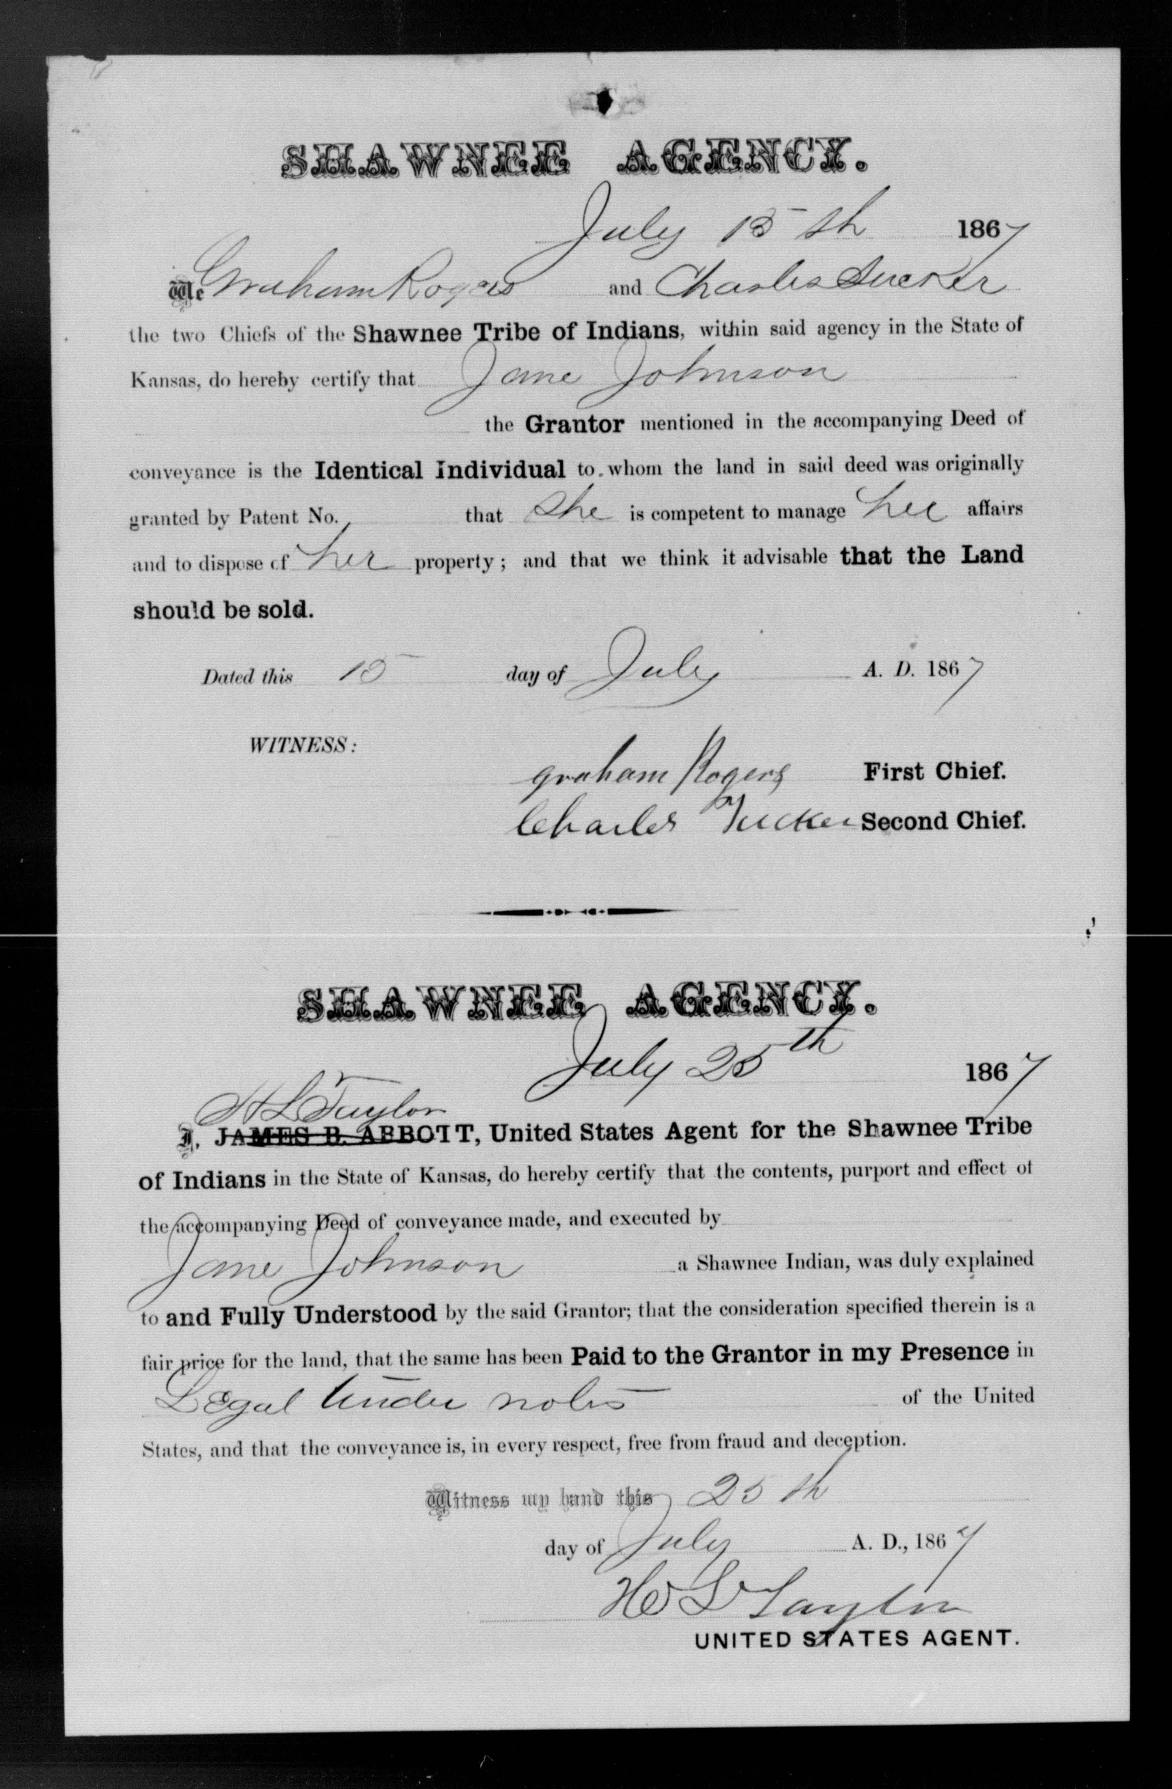 SHAWNEE AGENCY.
July 15th 1867
We Graham Rogers and Charles Tucker
the two Chiefs of the Shawnee Tribe of Indians, within said agency in the State of
Kansas, do hereby certify that Jane Johnson
the Grantor mentioned in the accompanying Deed of
conveyance is the Identical Individual to whom the land in said deed was originally
granted by Patent No. that she is competent to manage her affairs
and to dispose of her property; and that we think it advisable that the Land
should be sold.
Dated this 15 day of July A. D. 1867
WITNESS:
graham Rogers First Chief.
Charles Tucker Second Chief.
SHAWNEE AGENCY.
July 25th 1867
H L Taylor
I, JAMES B. ABBOTT, United States Agent for the Shawnee Tribe
of Indians in the State of Kansas, do hereby certify that the contents, purport and effect of
the accompanying Deed of conveyance made, and executed by
Jane Johnson a Shawnee Indian, was duly explained
to and Fully Understood by the said Grantor; that the consideration specified therein is a
fair price for the land, that the same has been Paid to the Grantor in my Presence in
Legal Tender notes of the United
States, and that the conveyance is, in every respect, free from fraud and deception.
Witness my hand this 25th
day of July A. D., 1867
H L Taylor
UNITED STATES AGENT.